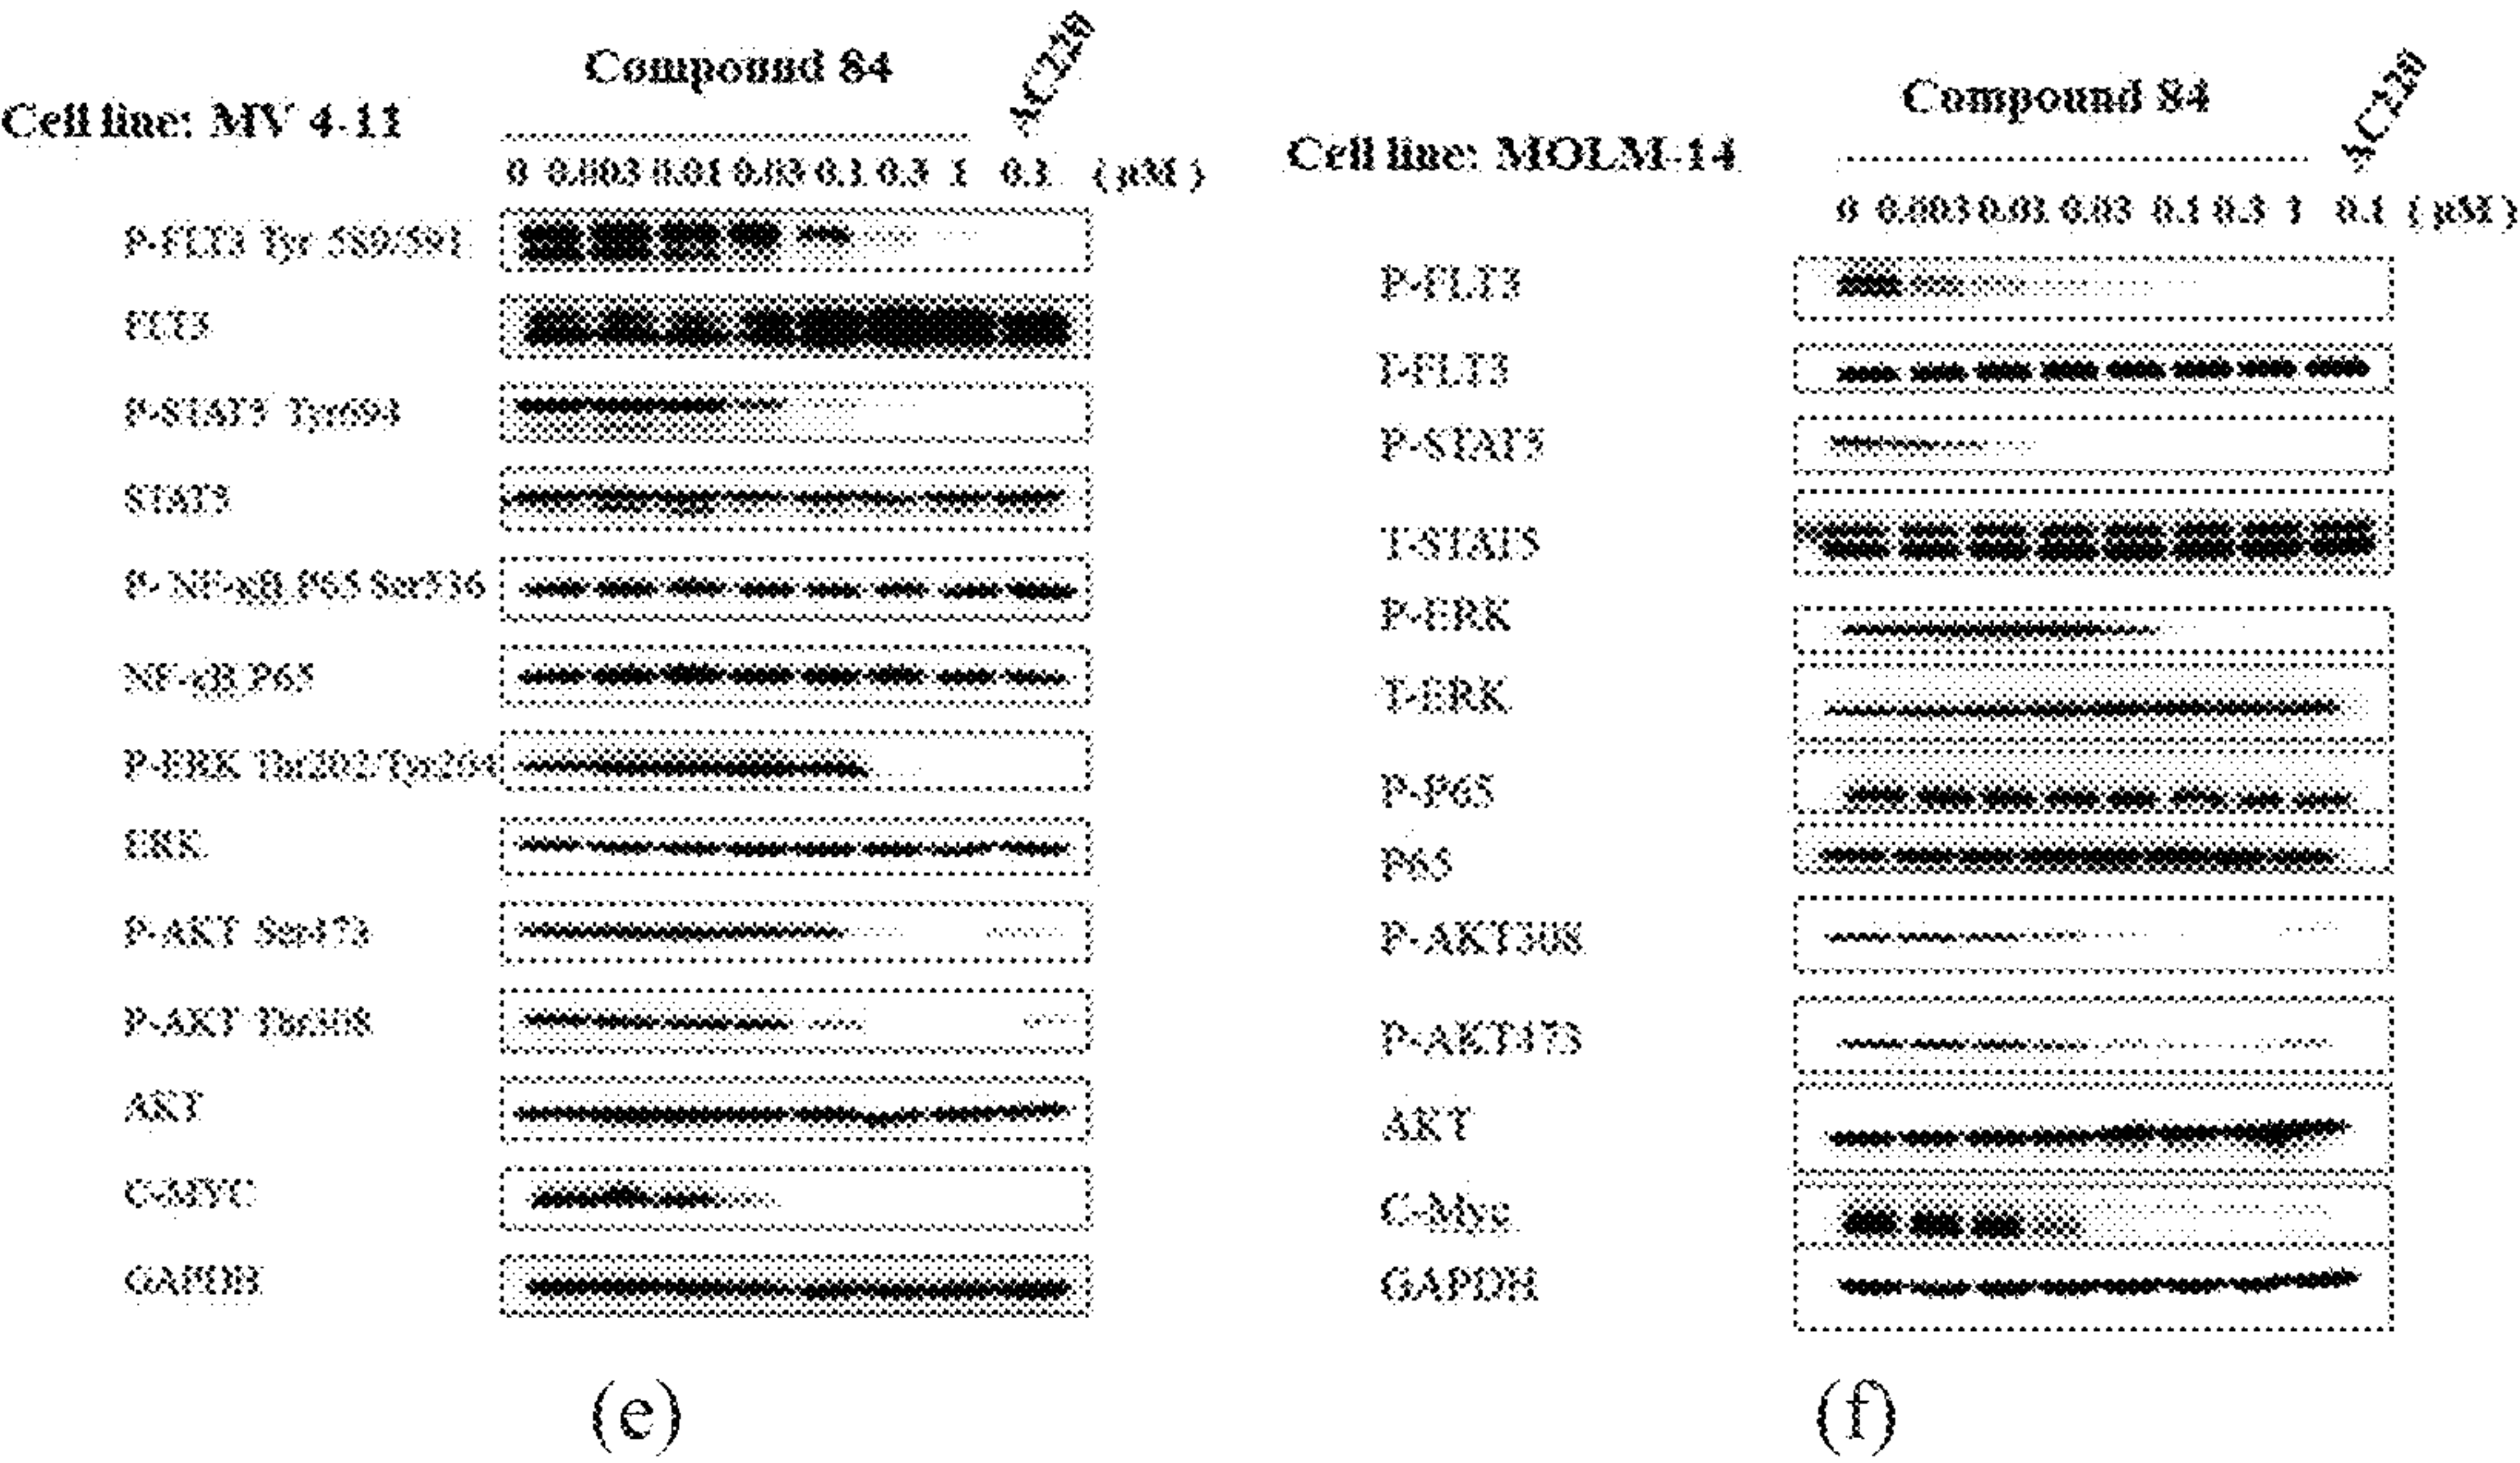 Compound 84
AC220
Cell line: MV 4-11
0 0.003 0.01 0.03 0.1 0.3 1 0.1 (μM)
P-FLT3 Tyr 589/591
FLT3
P-STAT5 Tyr694
STAT5
P- NF-κB P65 Ser536
NF-κB P65
P-ERK Thr202/Tyr204
ERK
P-AKT Ser473
P-AKT Thr308
AKT
C-MYC
GAPDH
(e)
Compound 84
AC220
Cell line: MOLM-14
0 0.003 0.01 0.03 0.1 0.3 1 0.1 (μM)
P-FLT3
T-FLT3
P-STAT5
T-STAT5
P-ERK
T-ERK
P-P65
P65
P-AKT308
P-AKT473
AKT
C-Myc
GAPDH
(f)